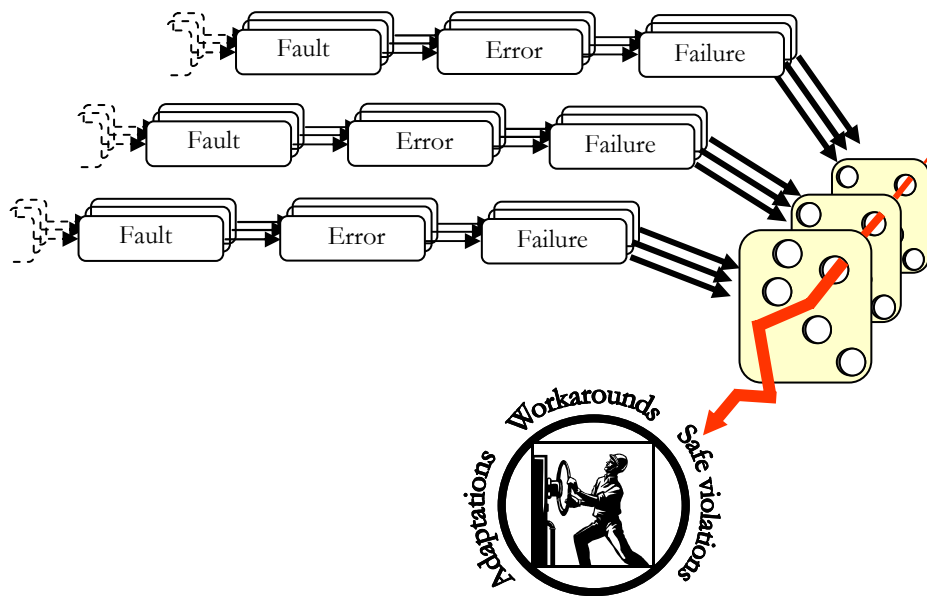 Fault Error Failure
Fault Error Failure
Fault Error Failure
Adaptations
Workarounds
Safe violations